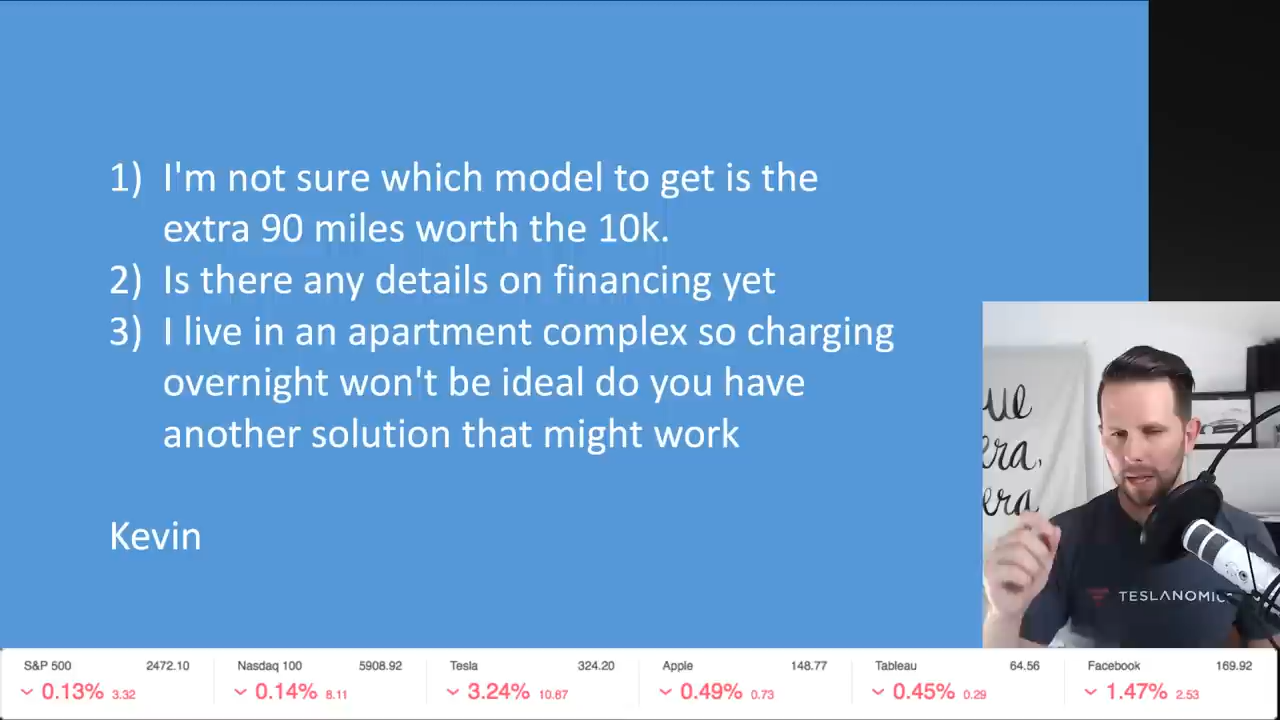 1) I'm not sure which model to get is the
extra 90 miles worth the 10k.
2) Is there any details on financing yet
3) I live in an apartment complex so charging
overnight won't be ideal do you have
another solution that might work
Kevin
era,
era
TESLANOMIC
S&P 500 2472.10 Nasdaq 100 5908.92 Tesla 324.20 Apple 148.77 Tableau 64.56 Facebook 169.92
0.13% 3.32 0.14% 8.11 3.24% 10.87 0.49% 0.73 0.45% 0.29 1.47% 2.53